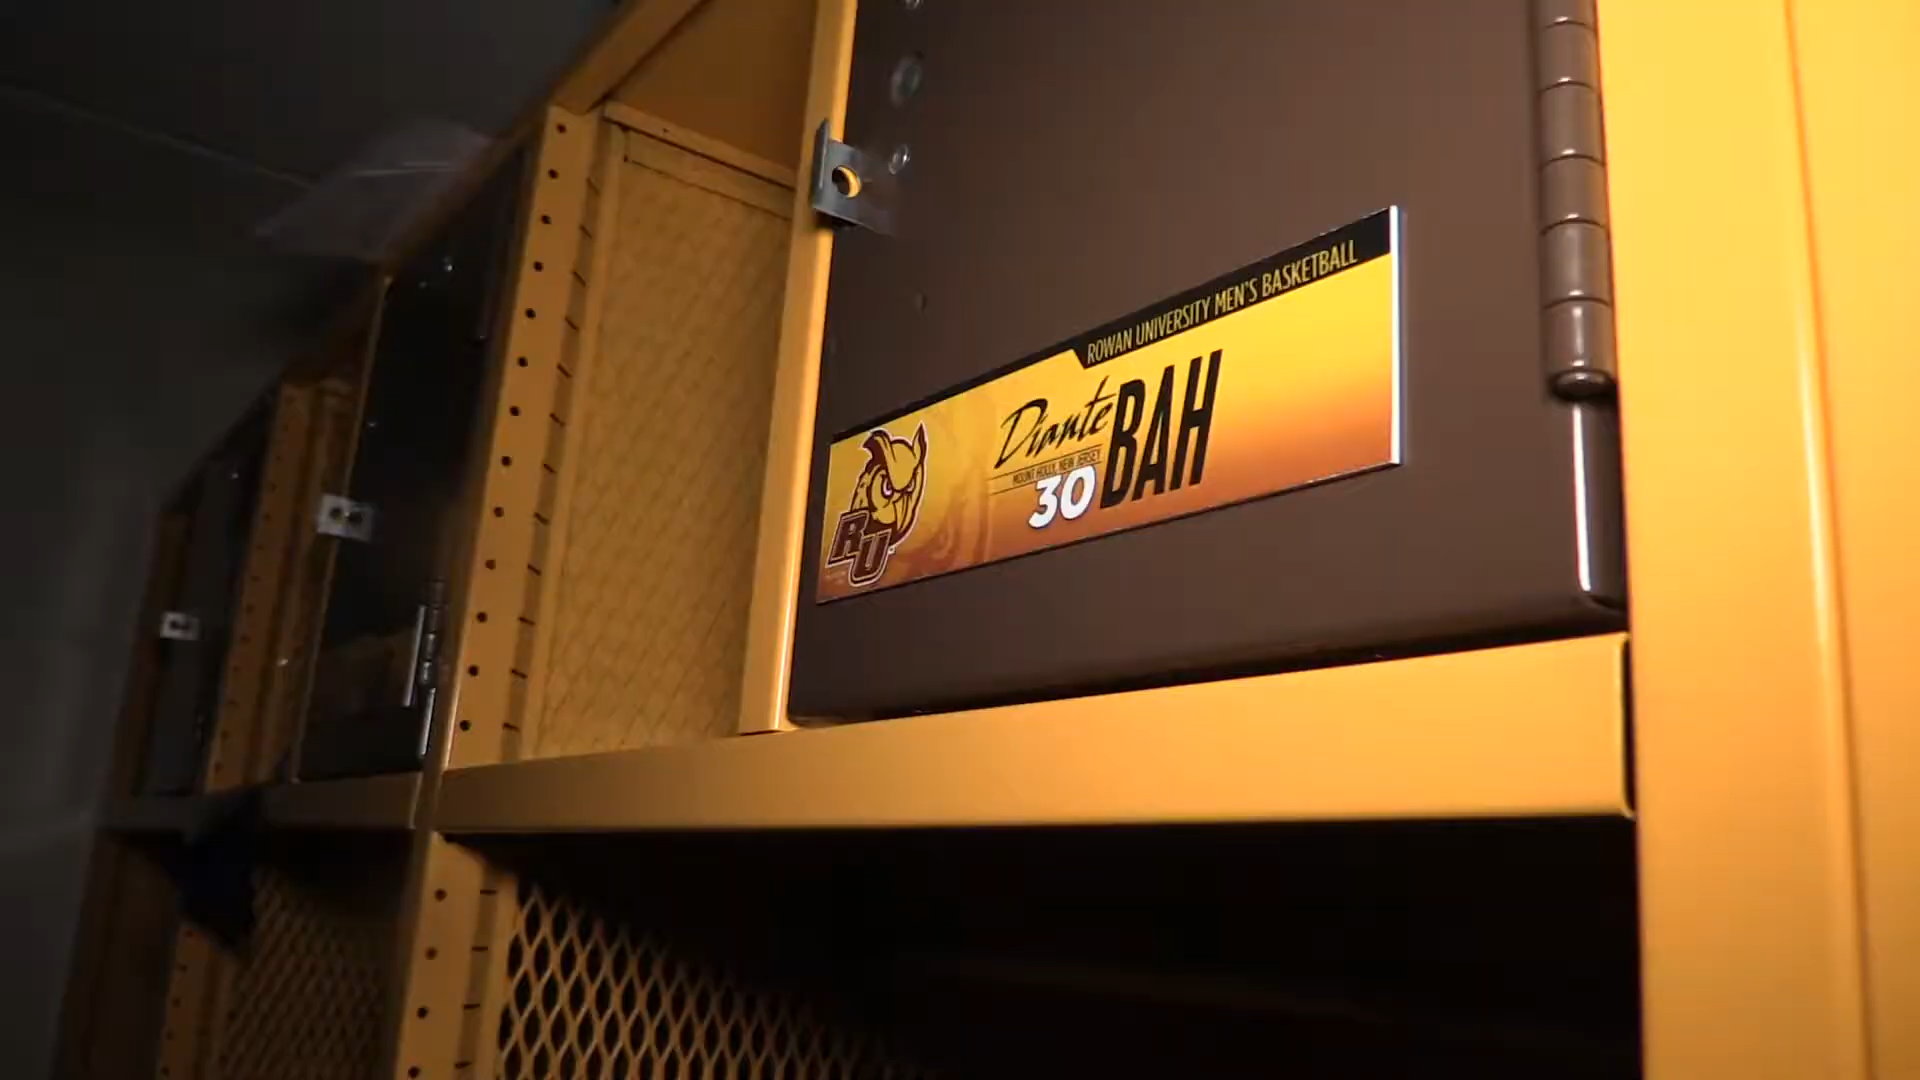 ROWAN UNIVERSITY MEN'S BASKETBALL
Diante BAH
MOUNT HOLLY, NEW JERSEY
30
RU